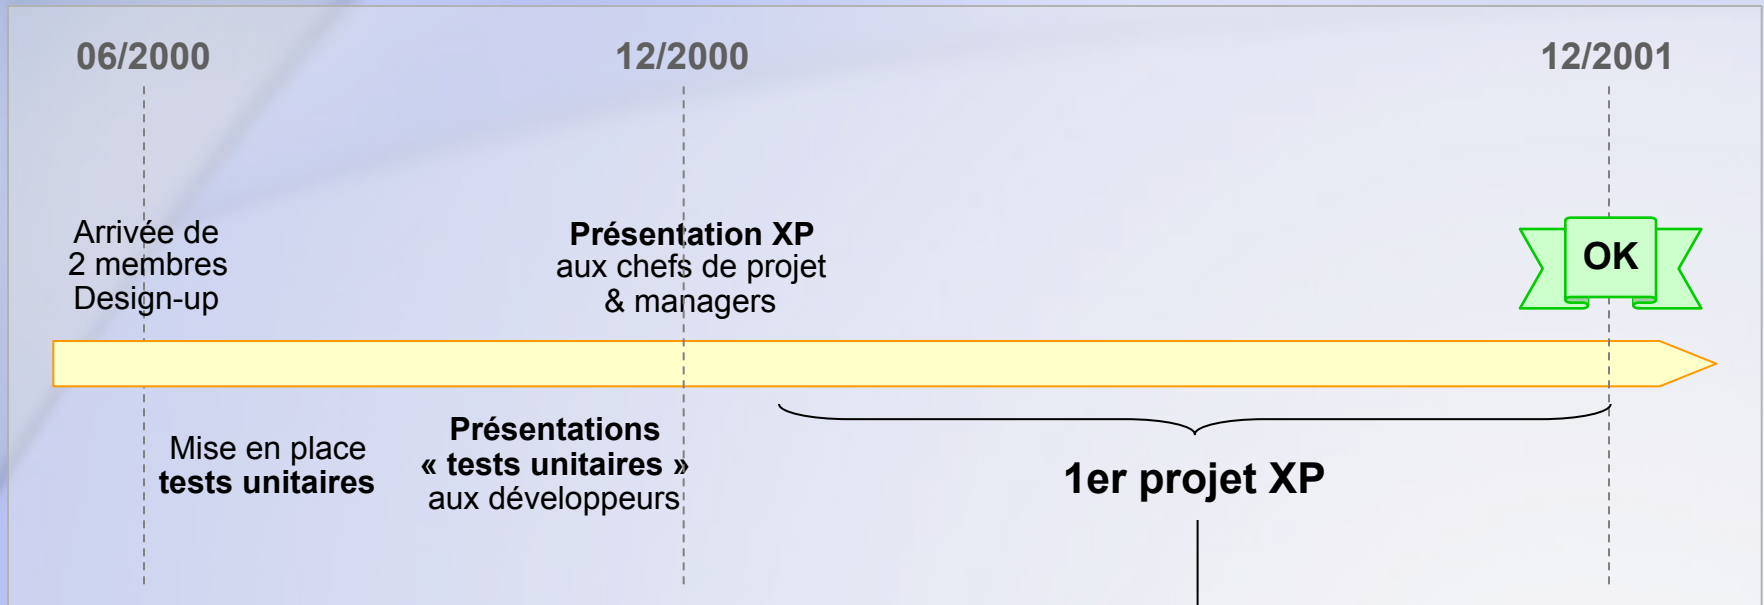 06/2000
12/2000
12/2001
Arrivée de
2 membres
Design-up
Présentation XP
aux chefs de projet
& managers
OK
Mise en place
tests unitaires
Présentations
« tests unitaires »
aux développeurs
1er projet XP